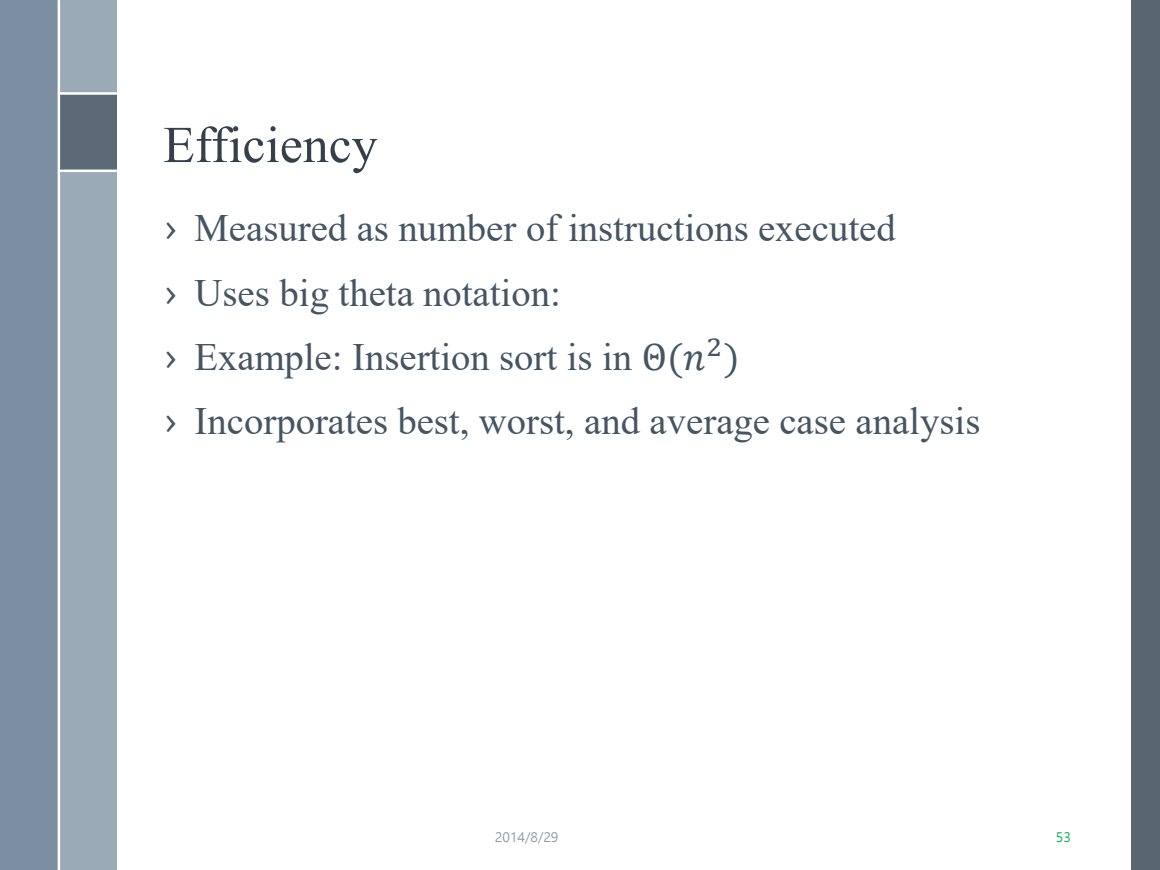 Efficiency
› Measured as number of instructions executed
› Uses big theta notation:
› Example: Insertion sort is in Θ(𝑛²)
› Incorporates best, worst, and average case analysis
2014/8/29
53